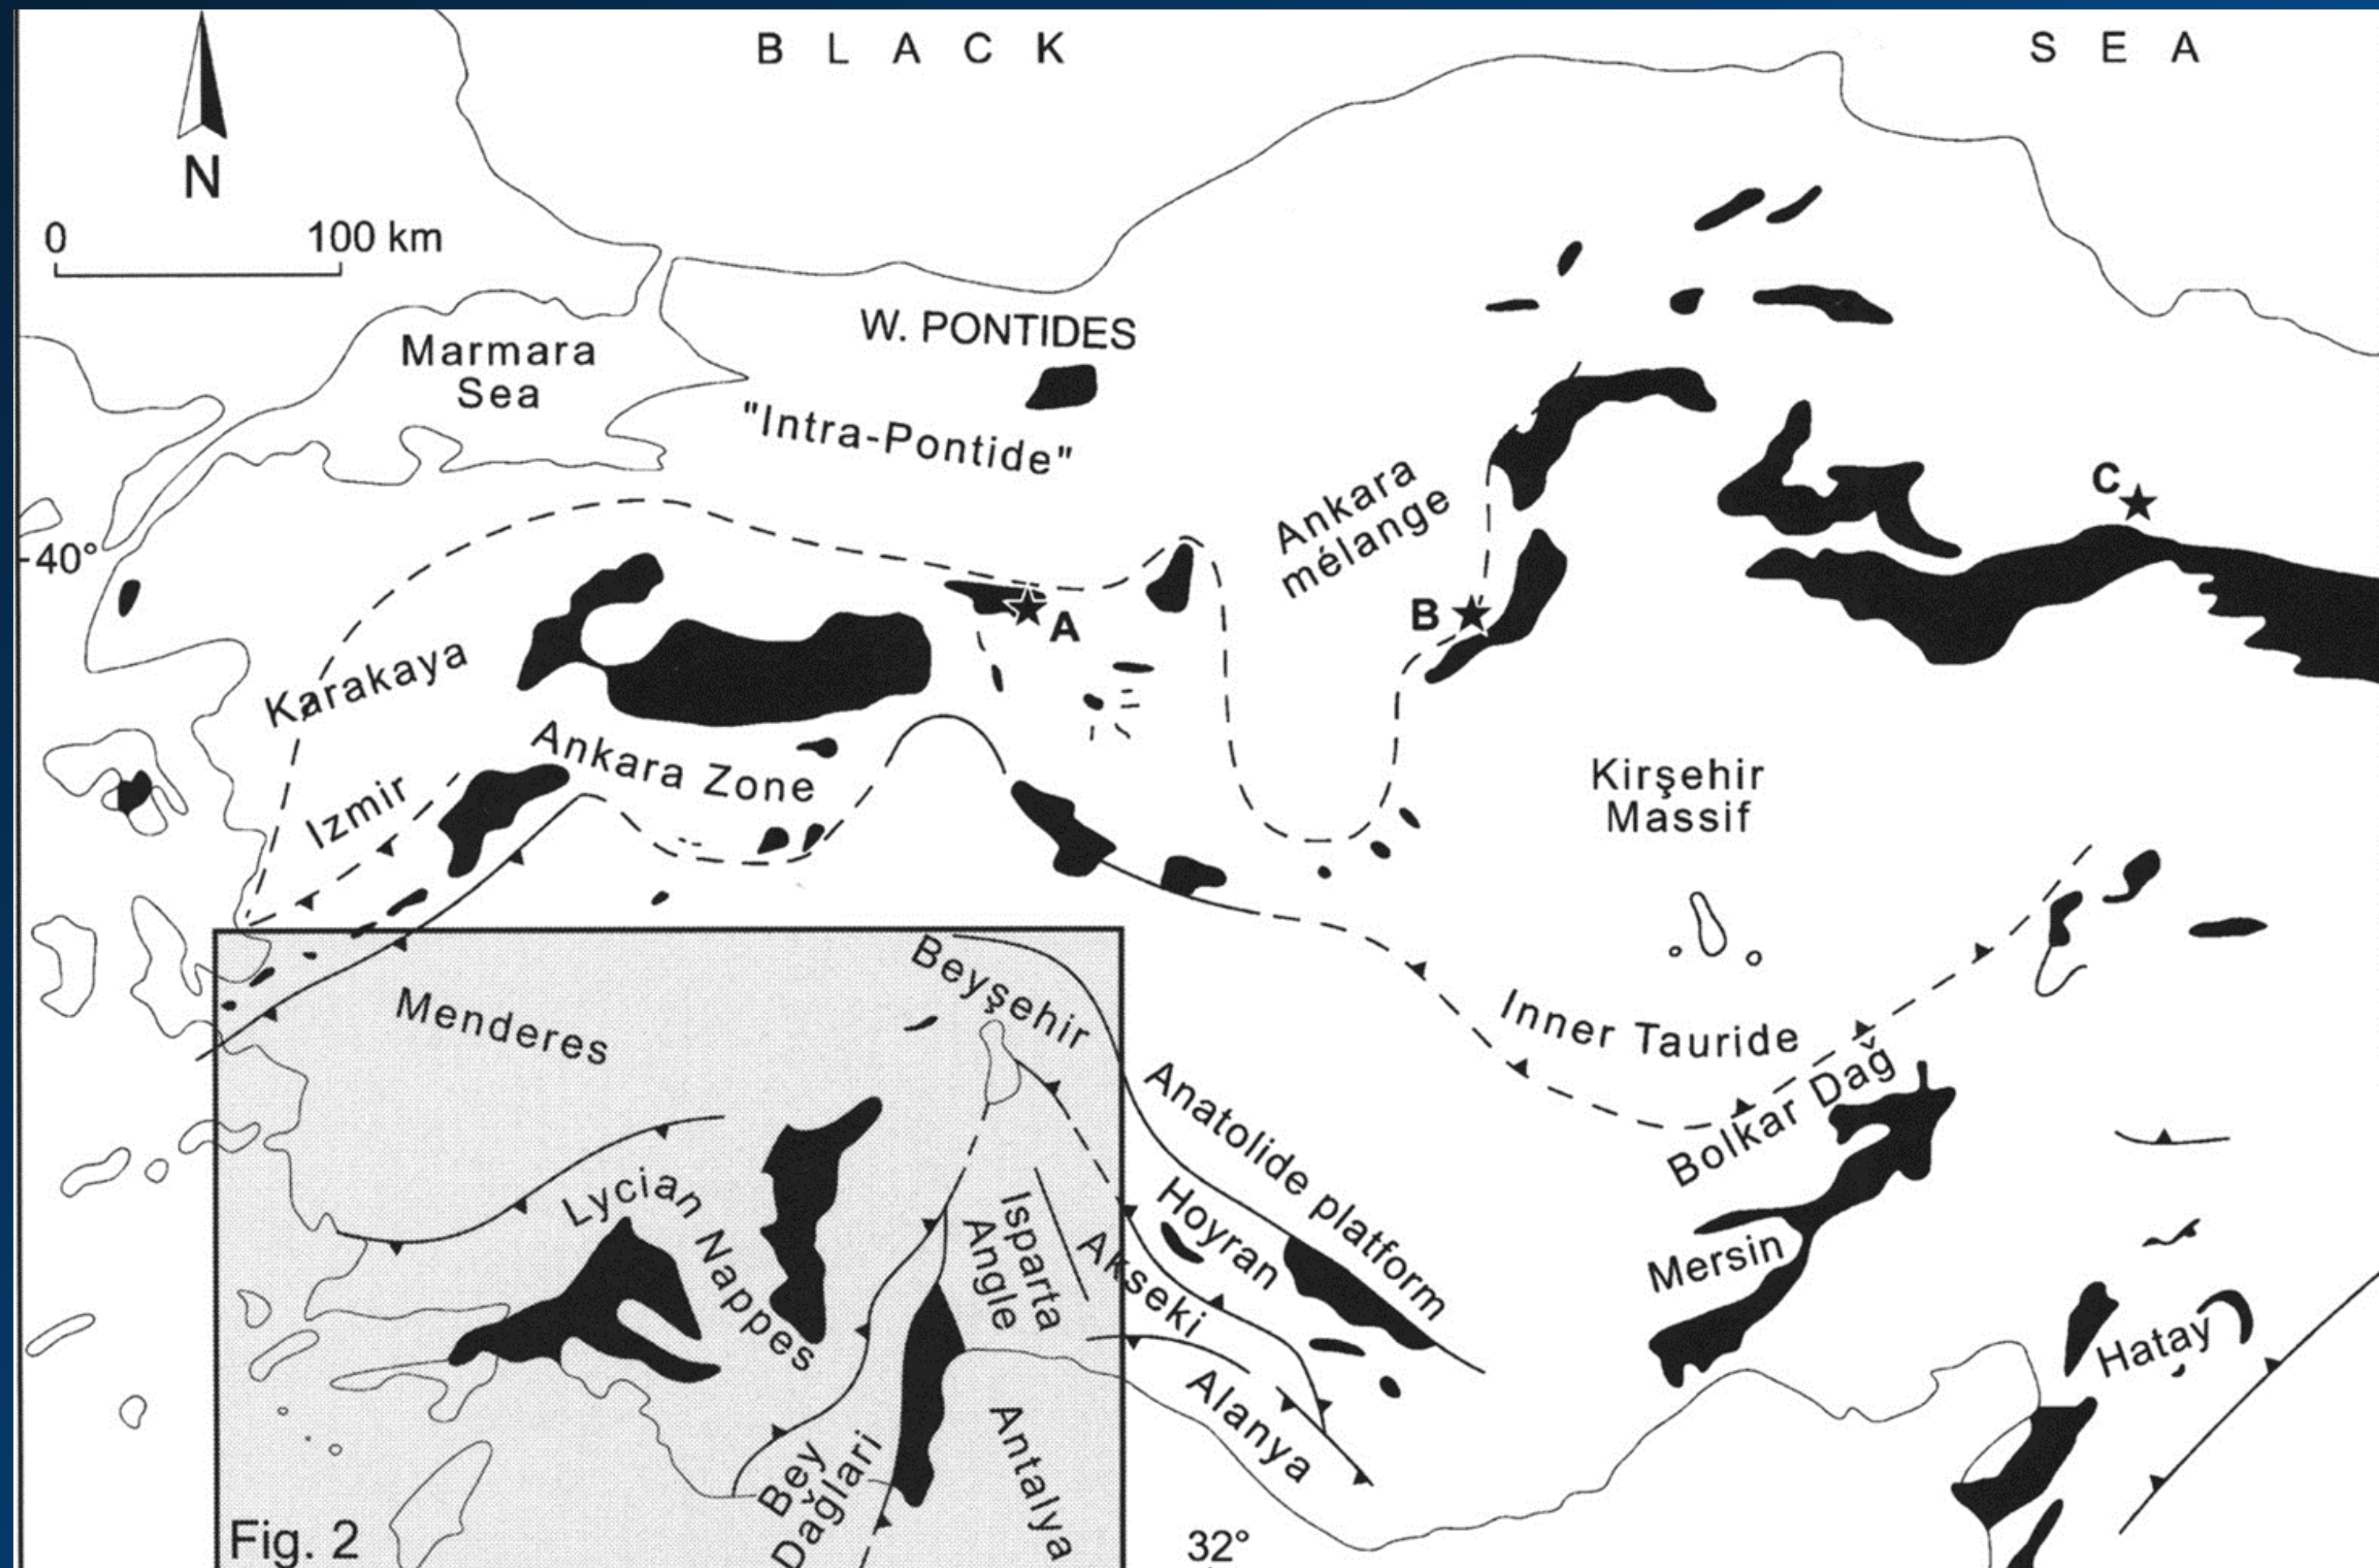 BLACK SEA
N
0 100 km
W. PONTIDES
Marmara
Sea
"Intra-Pontide"
Ankara
mélange
C
40°
B
A
Karakaya
Ankara Zone
Izmir
Kirşehir
Massif
Beyşehir
Menderes
Inner Tauride
Bolkar Dağ
Anatolide platform
Lycian Nappes
Isparta
Angle
Hoyran
Akseki
Mersin
Hatay
Alanya
Bey
Dağlari
Antalya
Fig. 2
32°